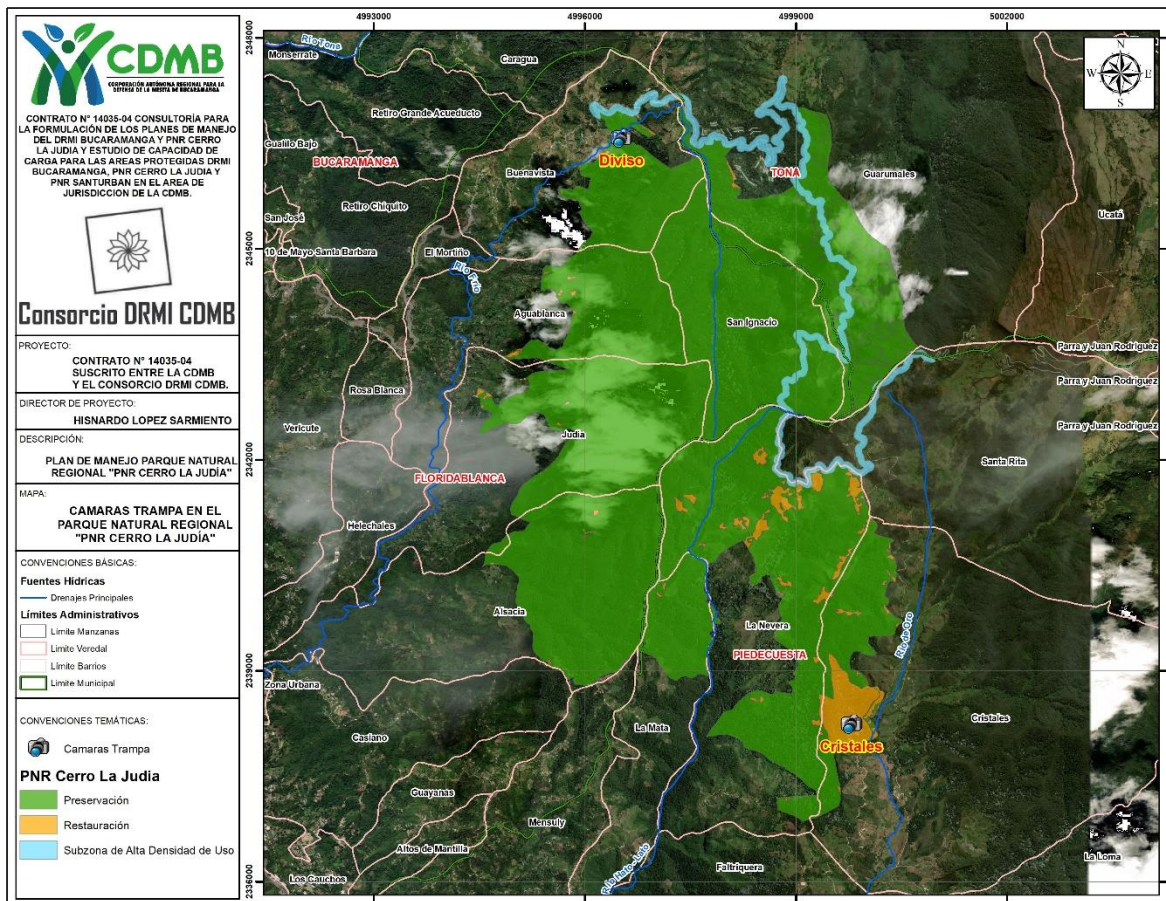 CDMB
CORPORACIÓN AUTÓNOMA REGIONAL PARA LA
DEFENSA DE LA MESETA DE BUCARAMANGA
CONTRATO N° 14035-04 CONSULTORÍA PARA
LA FORMULACIÓN DE LOS PLANES DE MANEJO
DEL DRMI BUCARAMANGA Y PNR CERRO
LA JUDIA Y ESTUDIO DE CAPACIDAD DE
CARGA PARA LAS AREAS PROTEGIDAS DRMI
BUCARAMANGA, PNR CERRO LA JUDIA Y
PNR SANTURBAN EN EL AREA DE
JURISDICCION DE LA CDMB.
Consorcio DRMI CDMB
PROYECTO:
CONTRATO N° 14035-04
SUSCRITO ENTRE LA CDMB
Y EL CONSORCIO DRMI CDMB.
DIRECTOR DE PROYECTO:
HISNARDO LOPEZ SARMIENTO
DESCRIPCIÓN:
PLAN DE MANEJO PARQUE NATURAL
REGIONAL "PNR CERRO LA JUDÍA"
MAPA:
CAMARAS TRAMPA EN EL
PARQUE NATURAL REGIONAL
"PNR CERRO LA JUDÍA"
CONVENCIONES BÁSICAS:
Fuentes Hídricas
Drenajes Principales
Límites Administrativos
Límite Manzanas
Límite Veredal
Límite Barrios
Límite Municipal
CONVENCIONES TEMÁTICAS:
Camaras Trampa
PNR Cerro La Judia
Preservación
Restauración
Subzona de Alta Densidad de Uso
4993000
4996000
4999000
5002000
2348000
2345000
2342000
2339000
2336000
N
W
E
S
Río Tona
Monserrate
Caragua
Retiro Grande Acueducto
Gualilo Bajo
BUCARAMANGA
Diviso
Buenavista
TONA
Guarumales
Retiro Chiquito
San José
Ucatá
10 de Mayo Santa Barbara
El Mortiño
Río Frío
Aguablanca
San Ignacio
Parra y Juan Rodriguez
Parra y Juan Rodriguez
Rosa Blanca
Vericute
Judia
Parra y Juan Rodriguez
Santa Rita
FLORIDABLANCA
Helechales
Alsacia
La Nevera
Río de Oro
PIEDECUESTA
Zona Urbana
Casiano
La Mata
Cristales
Cristales
Guayanas
Mensuly
Altos de Mantilla
Los Cauchos
Río Hato - Lato
Faltriquera
La Loma